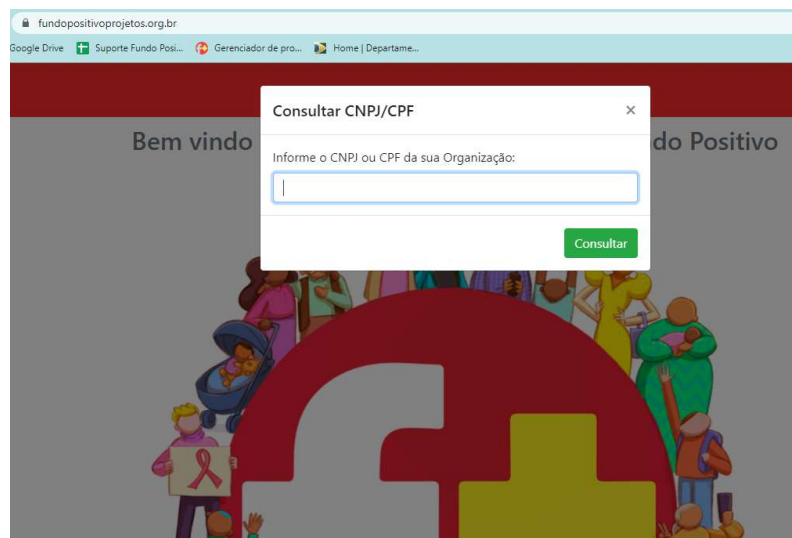 fundopositivoprojetos.org.br
Google Drive Suporte Fundo Posi... Gerenciador de pro... Home | Departame...
Consultar CNPJ/CPF ×
Bem vindo do Positivo
Informe o CNPJ ou CPF da sua Organização:
Consultar
f+